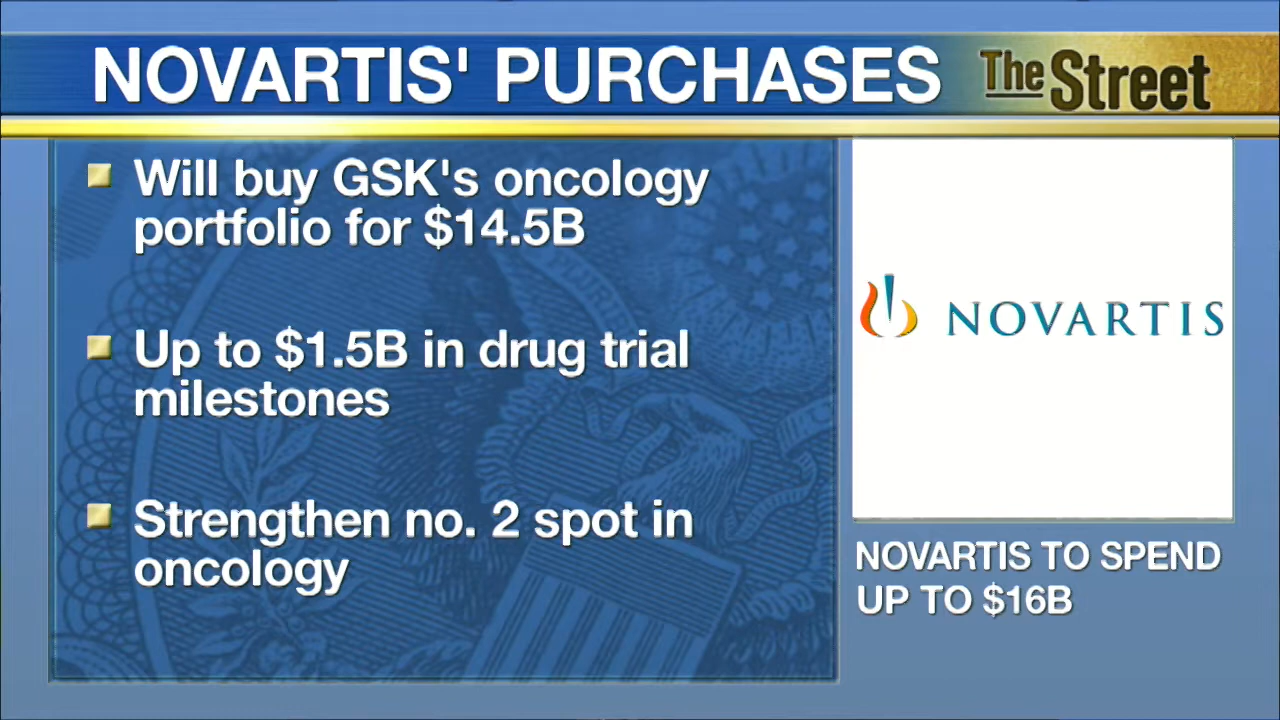 NOVARTIS' PURCHASES
The Street
Will buy GSK's oncology
portfolio for $14.5B
Up to $1.5B in drug trial
milestones
Strengthen no. 2 spot in
oncology
NOVARTIS
NOVARTIS TO SPEND
UP TO $16B